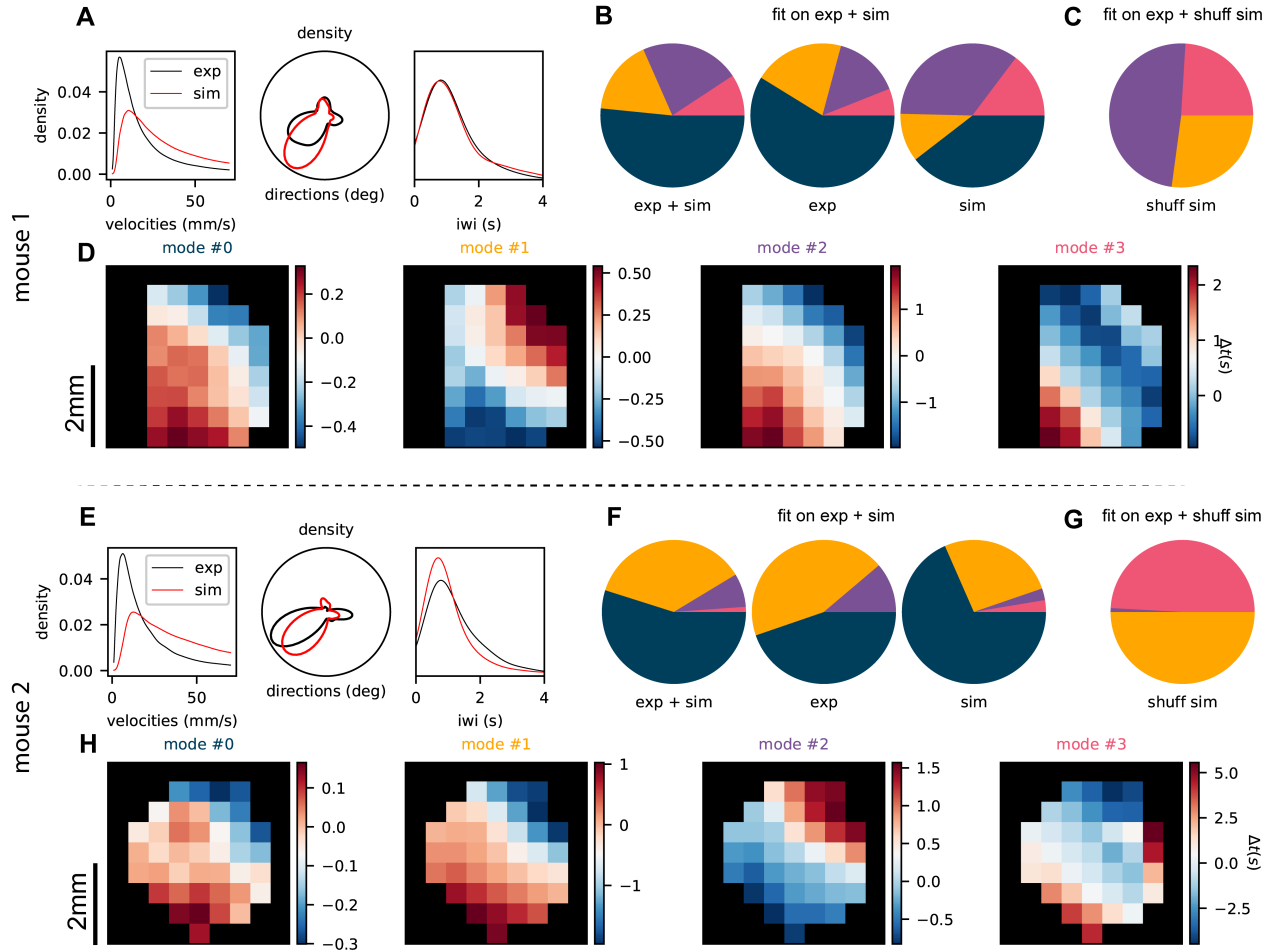 A
B
fit on exp + sim
C
fit on exp + shuff sim
mouse 1
density
0.04
0.02
0.00
exp
sim
0
50
velocities (mm/s)
density
directions (deg)
0
2
4
iwi (s)
exp + sim
exp
sim
shuff sim
D
mode #0
mode #1
mode #2
mode #3
2mm
0.2
0.0
−0.2
−0.4
0.50
0.25
0.00
−0.25
−0.50
1
0
−1
2
1
0
Δt(s)
E
F
fit on exp + sim
G
fit on exp + shuff sim
mouse 2
density
0.04
0.02
0.00
exp
sim
0
50
velocities (mm/s)
density
directions (deg)
0
2
4
iwi (s)
exp + sim
exp
sim
shuff sim
H
mode #0
mode #1
mode #2
mode #3
2mm
0.1
0.0
−0.1
−0.2
−0.3
1
0
−1
1.5
1.0
0.5
0.0
−0.5
5.0
2.5
0.0
−2.5
Δt(s)